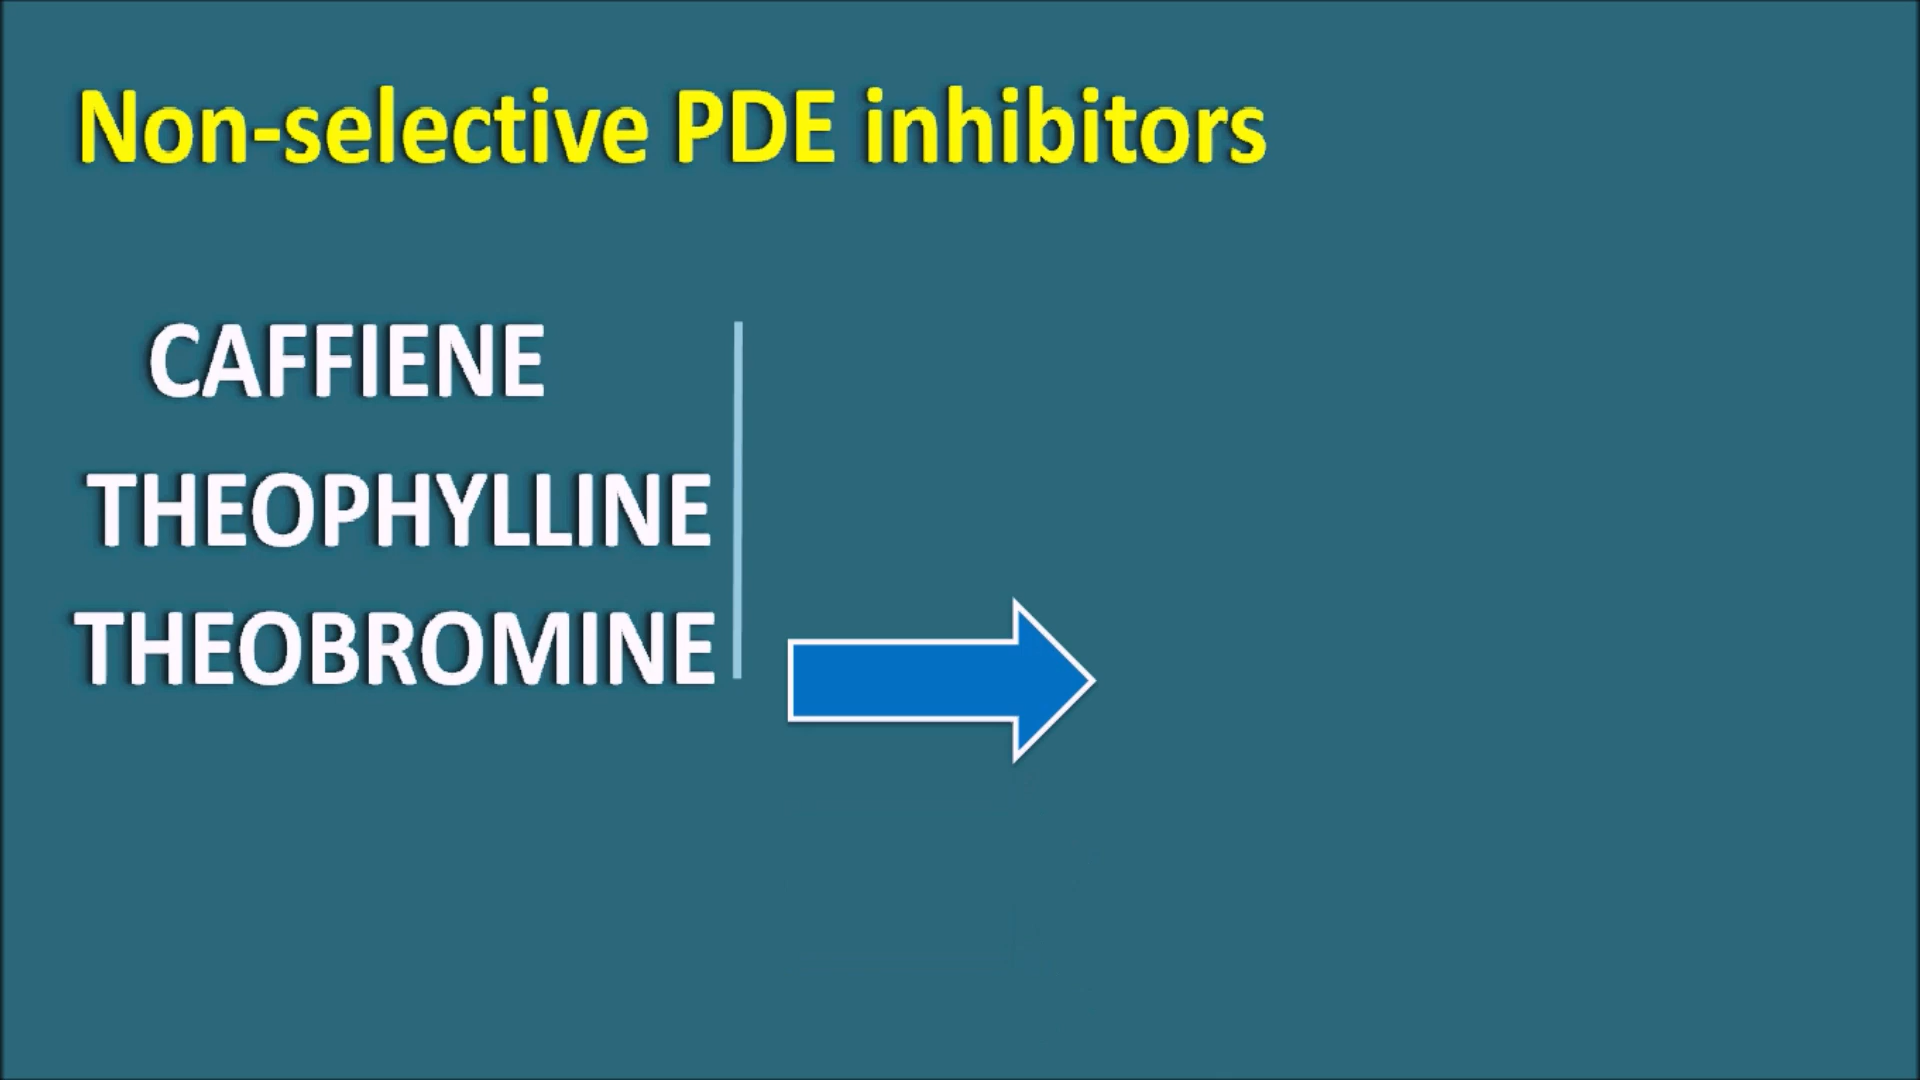 Non-selective PDE inhibitors
CAFFIENE
THEOPHYLLINE
THEOBROMINE